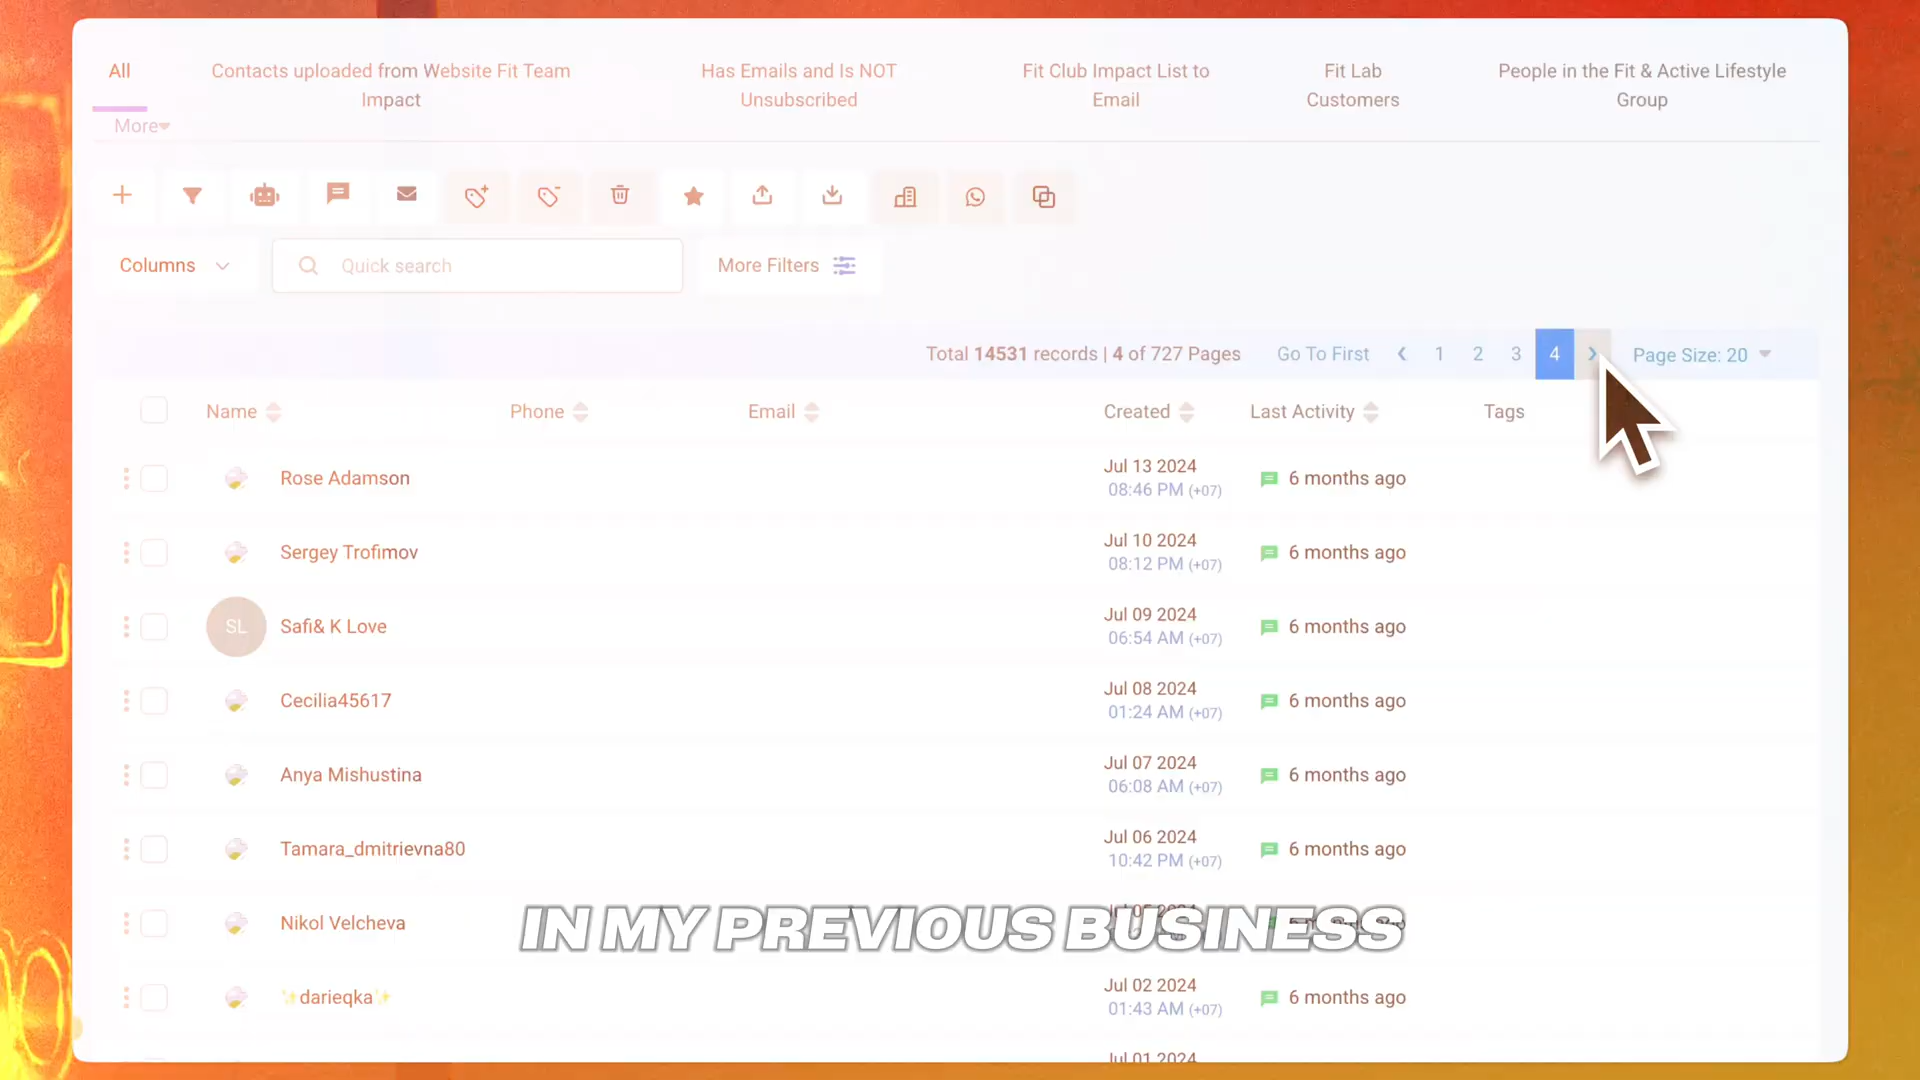 All
Contacts uploaded from Website Fit Team
Impact
Has Emails and Is NOT
Unsubscribed
Fit Club Impact List to
Email
Fit Lab
Customers
People in the Fit & Active Lifestyle
Group
More
Columns
Quick search
More Filters
Total 14531 records | 4 of 727 Pages
Go To First
1 2 3 4
Page Size: 20
Name Phone Email Created Last Activity Tags
Rose Adamson
Jul 13 2024
08:46 PM (+07)
6 months ago
Sergey Trofimov
Jul 10 2024
08:12 PM (+07)
6 months ago
SL
Safi& K Love
Jul 09 2024
06:54 AM (+07)
6 months ago
Cecilia45617
Jul 08 2024
01:24 AM (+07)
6 months ago
Anya Mishustina
Jul 07 2024
06:08 AM (+07)
6 months ago
Tamara_dmitrievna80
Jul 06 2024
10:42 PM (+07)
6 months ago
Nikol Velcheva
IN MY PREVIOUS BUSINESS
✨darieqka✨
Jul 02 2024
01:43 AM (+07)
6 months ago
Jul 01 2024